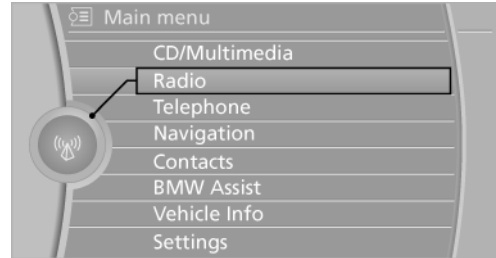 Main menu
CD/Multimedia
Radio
Telephone
Navigation
Contacts
BMW Assist
Vehicle Info
Settings